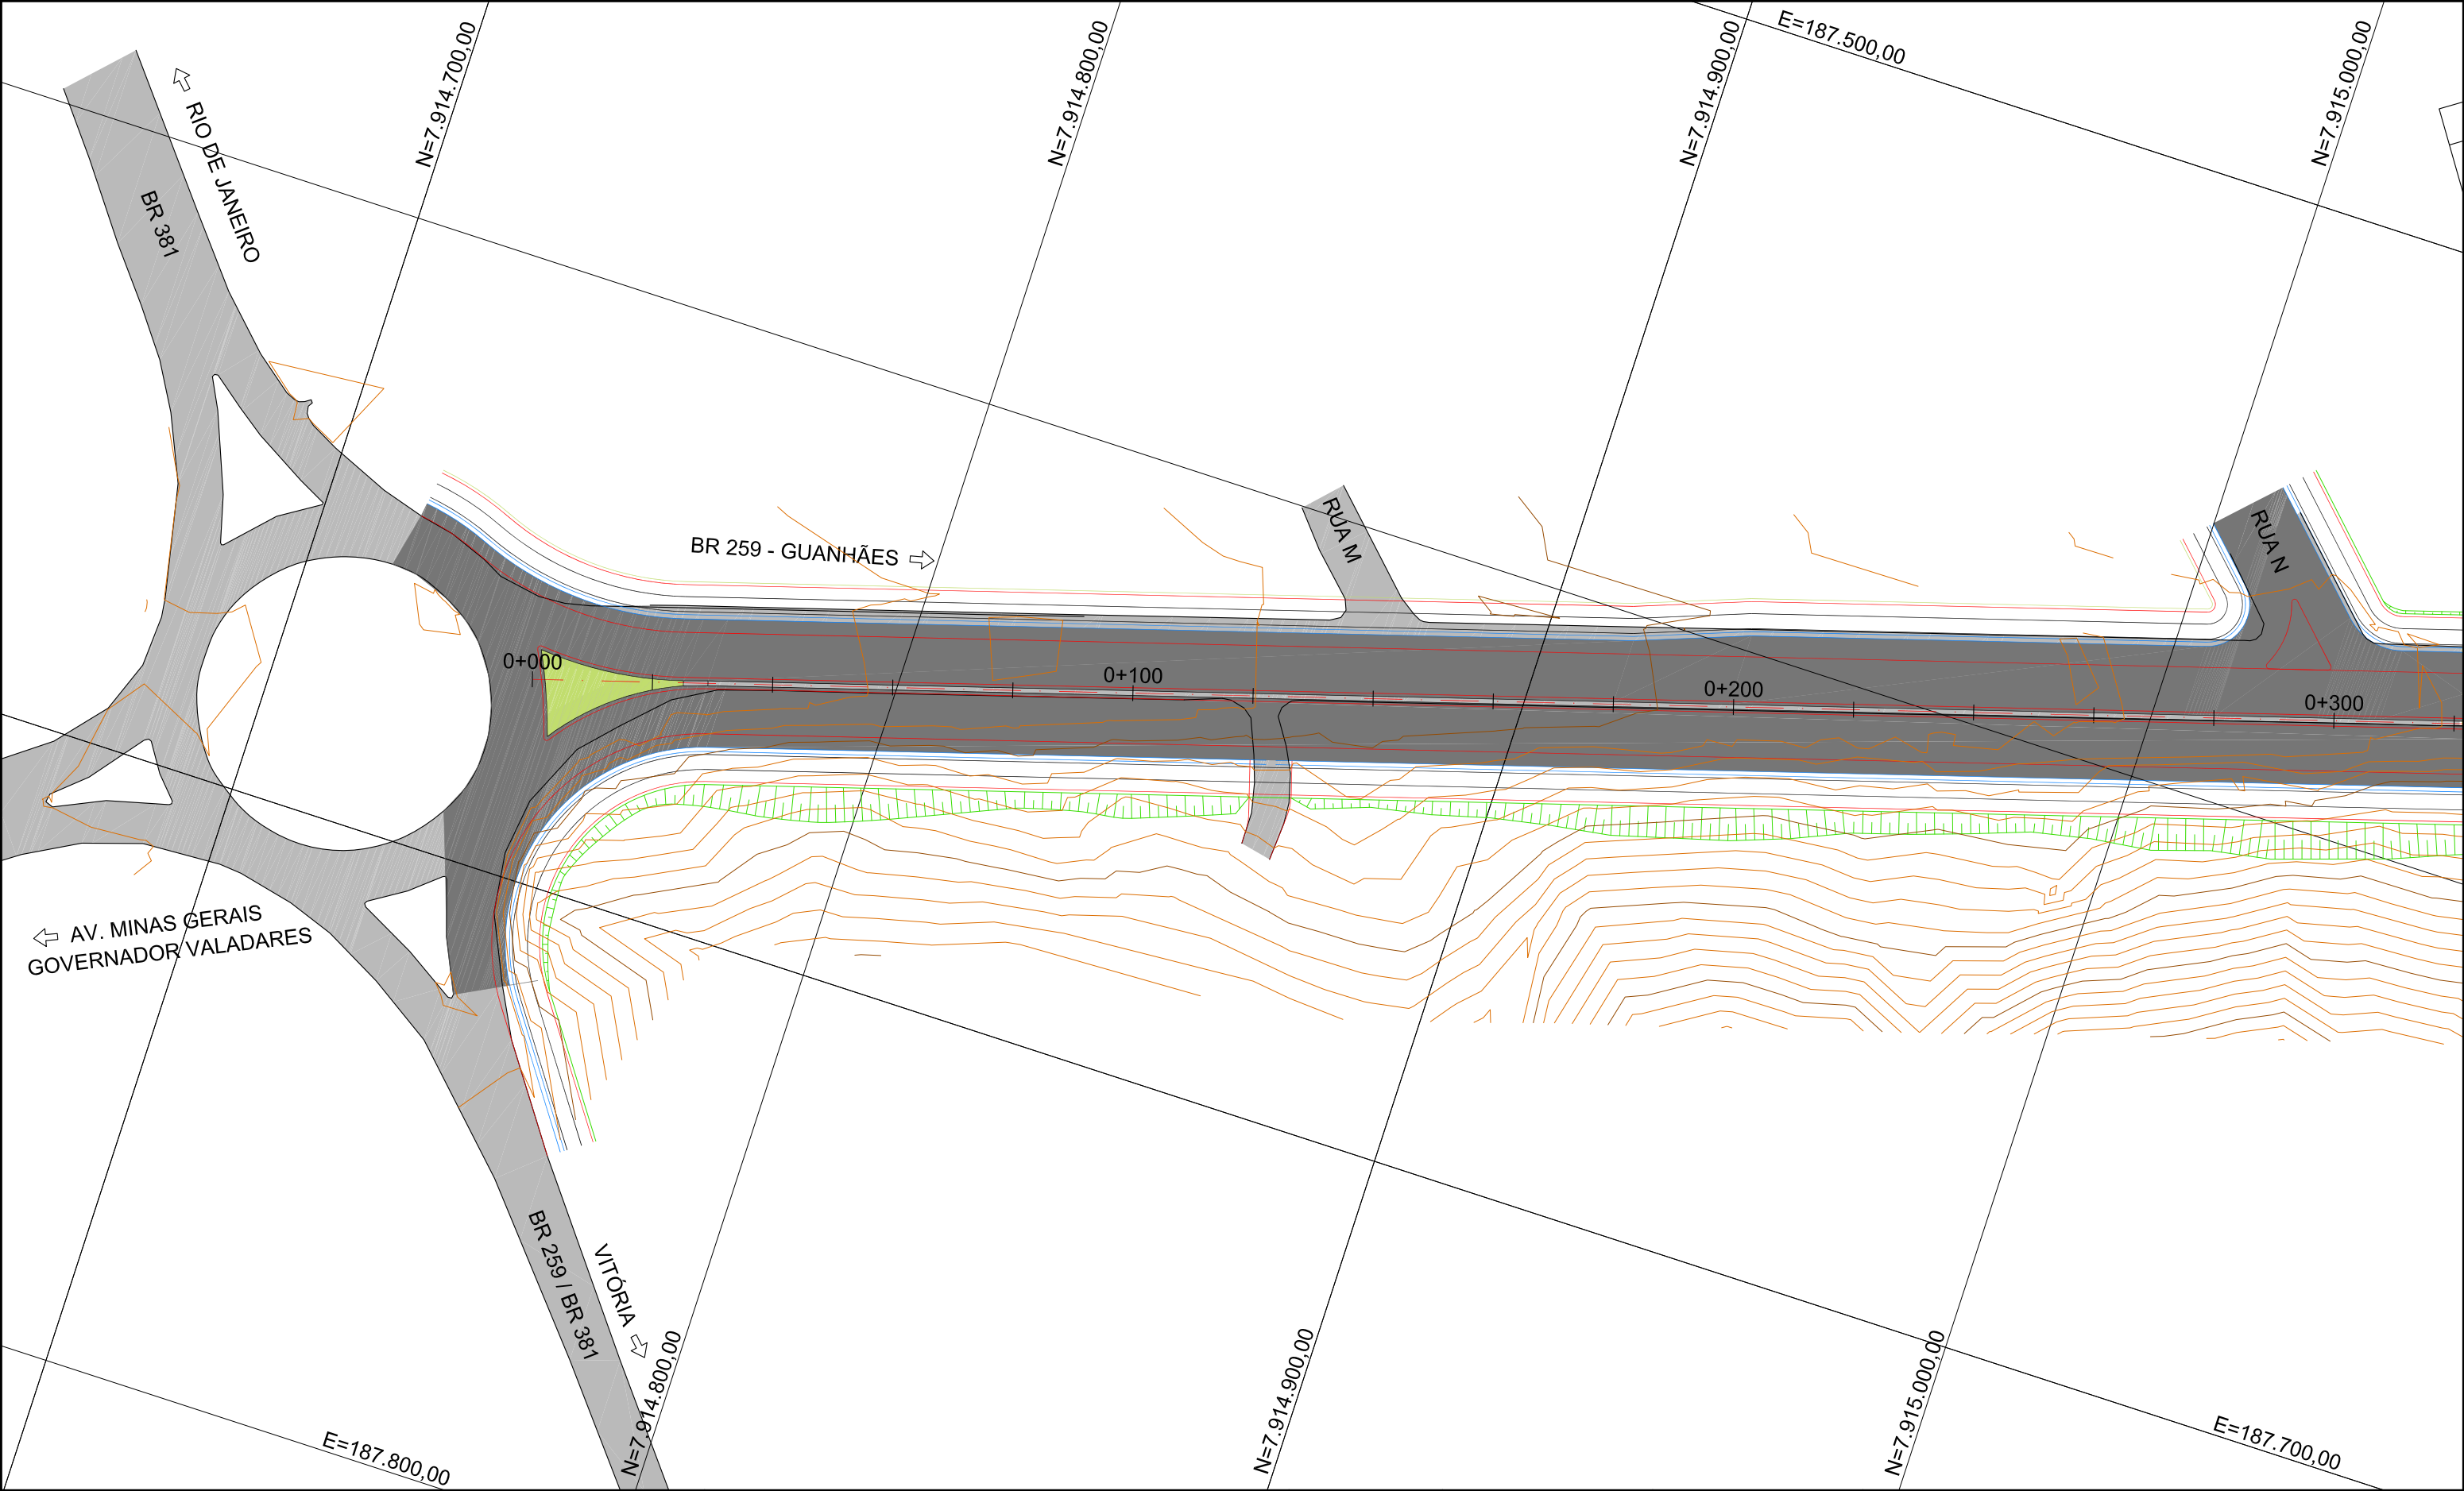 N=7.914.700,00
N=7.914.800,00
N=7.914.900,00
E=187.500,00
N=7.915.000,00
RIO DE JANEIRO
BR 381
BR 259 - GUANHÃES
RUA M
RUA N
0+000
0+100
0+200
0+300
AV. MINAS GERAIS
GOVERNADOR VALADARES
BR 259 / BR 381
VITÓRIA
E=187.800,00
N=7.914.800,00
N=7.914.900,00
N=7.915.000,00
E=187.700,00